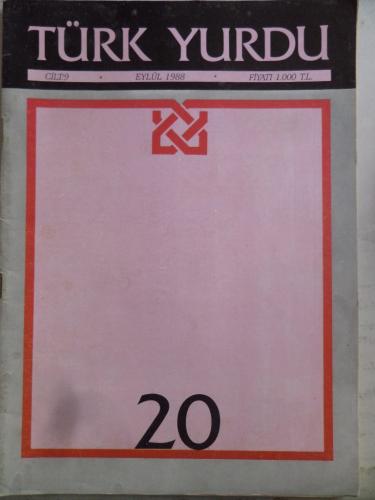 TÜRK YURDU
CİLT:9 • EYLÜL 1988 • FİYATI 1.000 T.L.
20